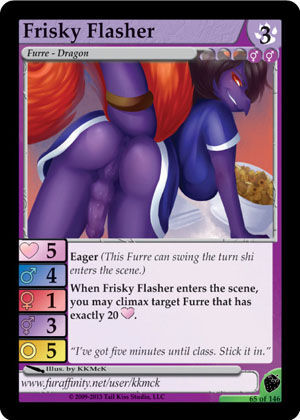 Frisky Flasher
3
Furre - Dragon
5
4
1
3
5
Eager (This Furre can swing the turn shi
enters the scene.)
When Frisky Flasher enters the scene,
you may climax target Furre that has
exactly 20
"I've got five minutes until class. Stick it in."
Illus. by KKMcK
www.furaffinity.net/user/kkmck
© 2009-2013 Tail Kiss Studio, LLC
65 of 146